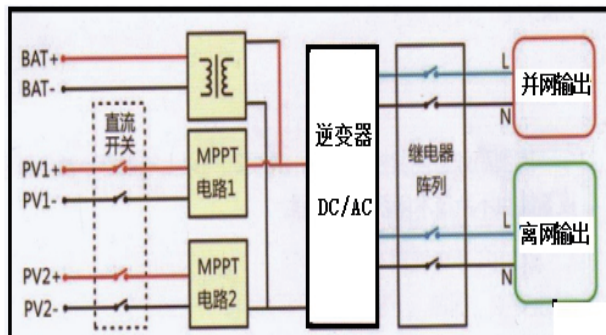 BAT+
BAT-
直流
开关
PV1+
PV1-
MPPT
电路1
PV2+
PV2-
MPPT
电路2
逆变器
DC/AC
继电器
阵列
L
N
并网输出
L
N
离网输出